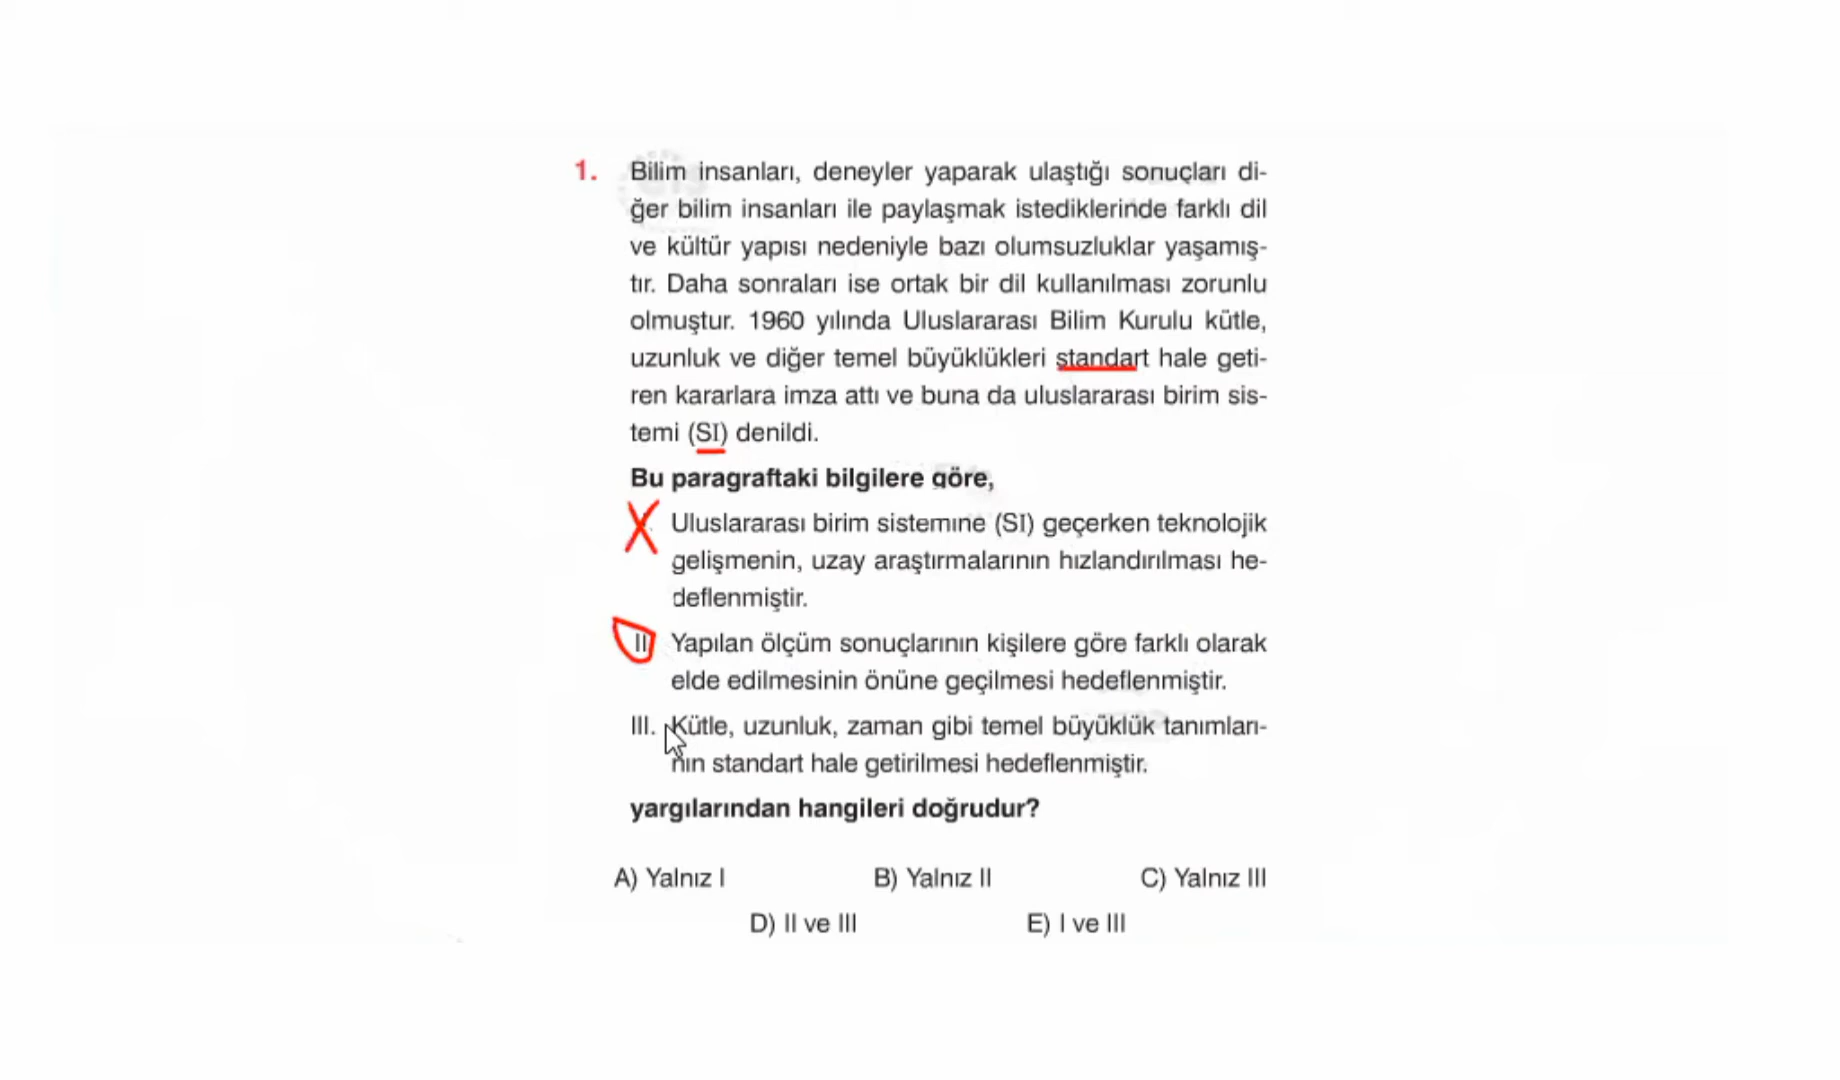 1. Bilim insanları, deneyler yaparak ulaştığı sonuçları di-
ğer bilim insanları ile paylaşmak istediklerinde farklı dil
ve kültür yapısı nedeniyle bazı olumsuzluklar yaşamış-
tır. Daha sonraları ise ortak bir dil kullanılması zorunlu
olmuştur. 1960 yılında Uluslararası Bilim Kurulu kütle,
uzunluk ve diğer temel büyüklükleri standart hale geti-
ren kararlara imza attı ve buna da uluslararası birim sis-
temi (SI) denildi.
Bu paragraftaki bilgilere göre,
Uluslararası birim sistemine (SI) geçerken teknolojik
gelişmenin, uzay araştırmalarının hızlandırılması he-
deflenmiştir.
II. Yapılan ölçüm sonuçlarının kişilere göre farklı olarak
elde edilmesinin önüne geçilmesi hedeflenmiştir.
III. Kütle, uzunluk, zaman gibi temel büyüklük tanımları-
nın standart hale getirilmesi hedeflenmiştir.
yargılarından hangileri doğrudur?
A) Yalnız I B) Yalnız II C) Yalnız III
D) II ve III E) I ve III